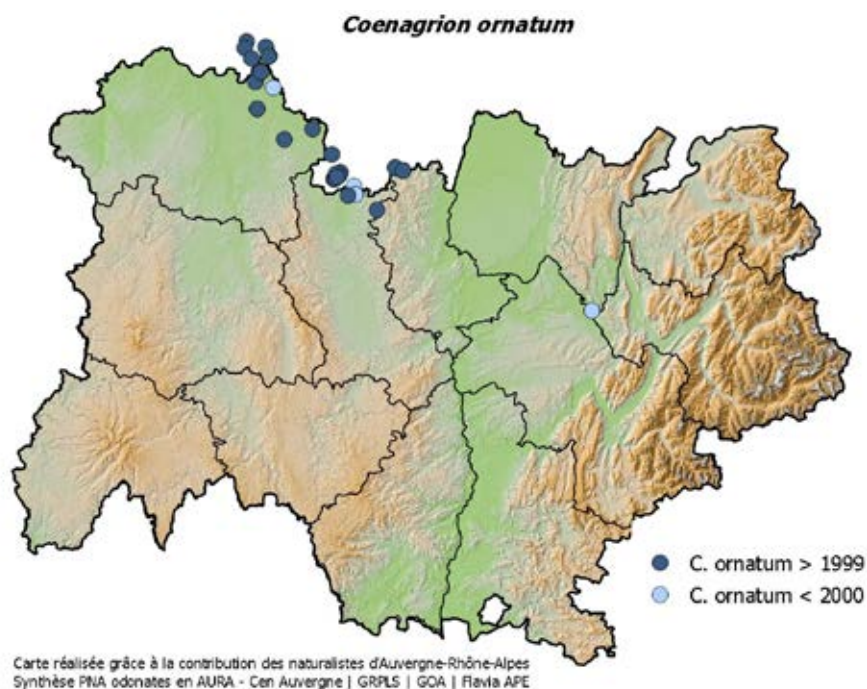 Coenagrion ornatum
C. ornatum > 1999
C. ornatum < 2000
Carte réalisée grâce à la contribution des naturalistes d'Auvergne-Rhône-Alpes
Synthèse PNA odonates en AURA - Cen Auvergne | GRPLS | GOA | Flavia APE